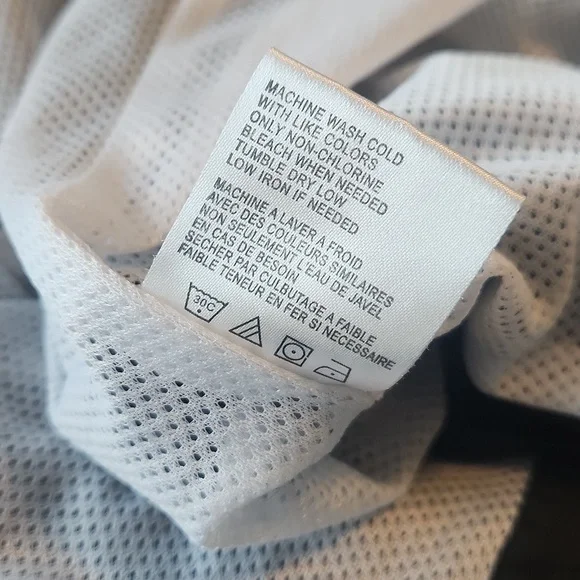 MACHINE WASH COLD
WITH LIKE COLORS
ONLY NON-CHLORINE
BLEACH WHEN NEEDED
TUMBLE DRY LOW
LOW IRON IF NEEDED
MACHINE A LAVER A FROID
AVEC DES COULEURS SIMILAIRES
NON SEULEMENT L'EAU DE JAVEL
EN CAS DE BESOIN
SECHER PAR CULBUTAGE A FAIBLE
FAIBLE TENEUR EN FER SI NECESSAIRE
30C